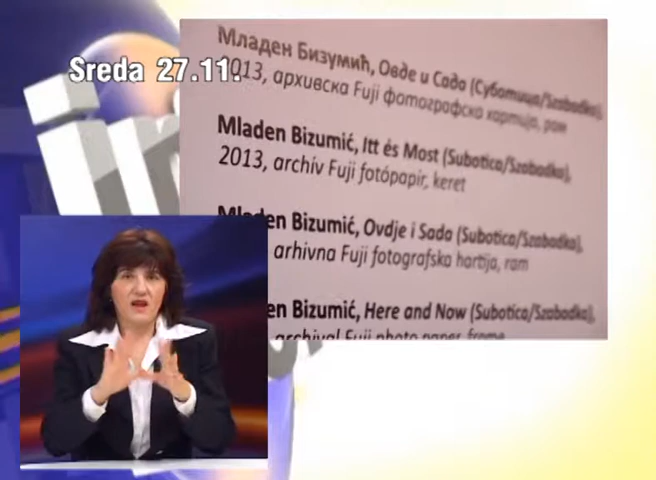 Sreda 27.11.
Младен Бизумић, Овде и Сада (Суботица/Szabadka),
2013, архивска Fuji фотографска хартија, рам
Mladen Bizumić, Itt és Most (Subotica/Szabadka),
2013, archív Fuji fotópapír, keret
Mladen Bizumić, Ovdje i Sada (Subotica/Szabadka),
arhivna Fuji fotografska hartija, ram
en Bizumić, Here and Now (Subotica/Szabadka),
archival Fuji photo paper, frame